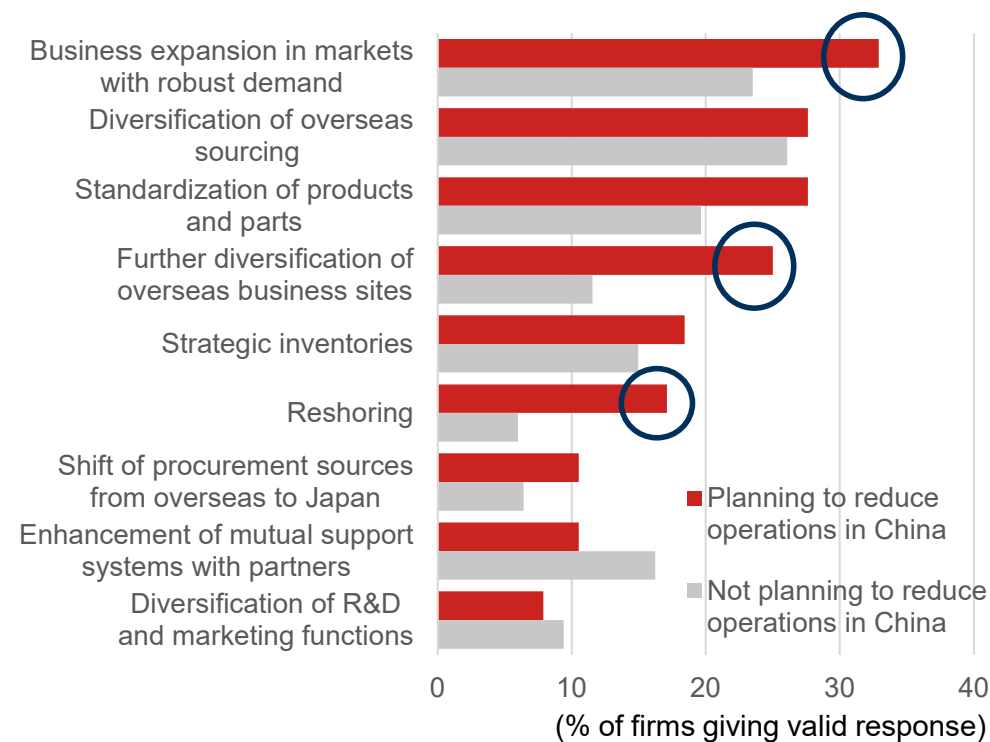 Business expansion in markets
with robust demand
Diversification of overseas
sourcing
Standardization of products
and parts
Further diversification of
overseas business sites
Strategic inventories
Reshoring
Shift of procurement sources
from overseas to Japan
Enhancement of mutual support
systems with partners
Diversification of R&D
and marketing functions
Planning to reduce
operations in China
Not planning to reduce
operations in China
0 10 20 30 40
(% of firms giving valid response)